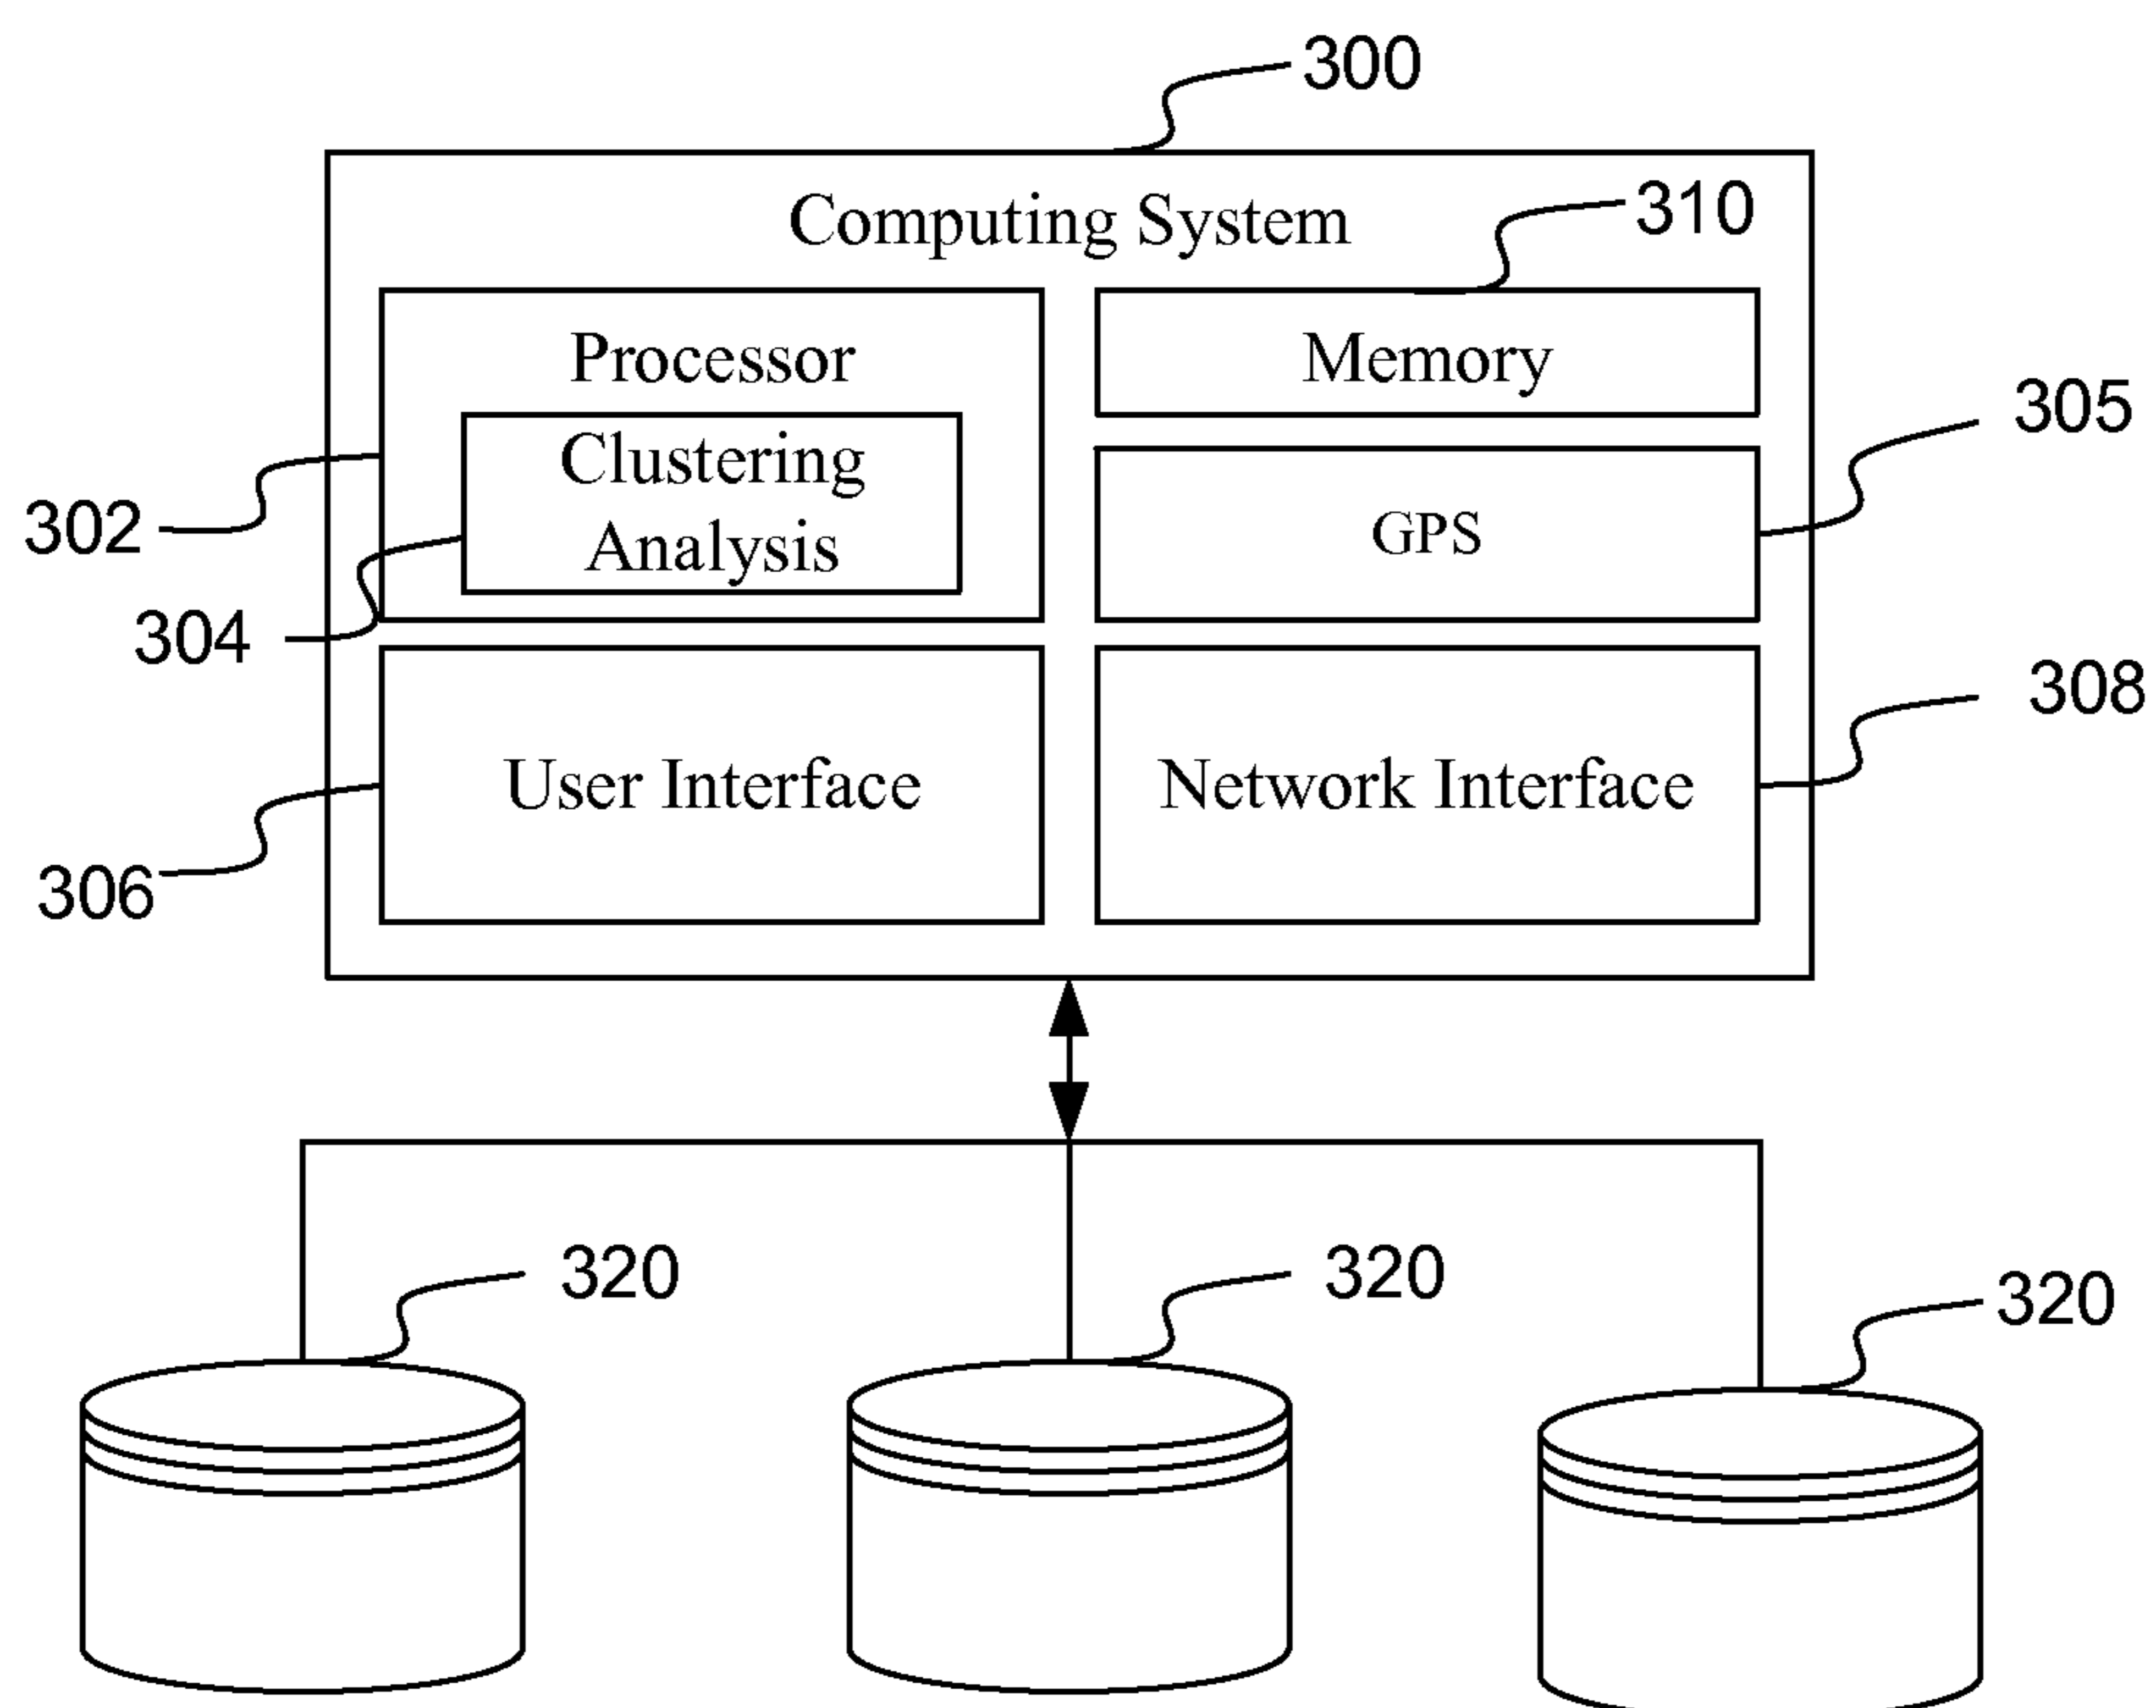 300
Computing System
310
Processor
Memory
305
Clustering
Analysis
GPS
302
304
308
User Interface
Network Interface
306
320
320
320